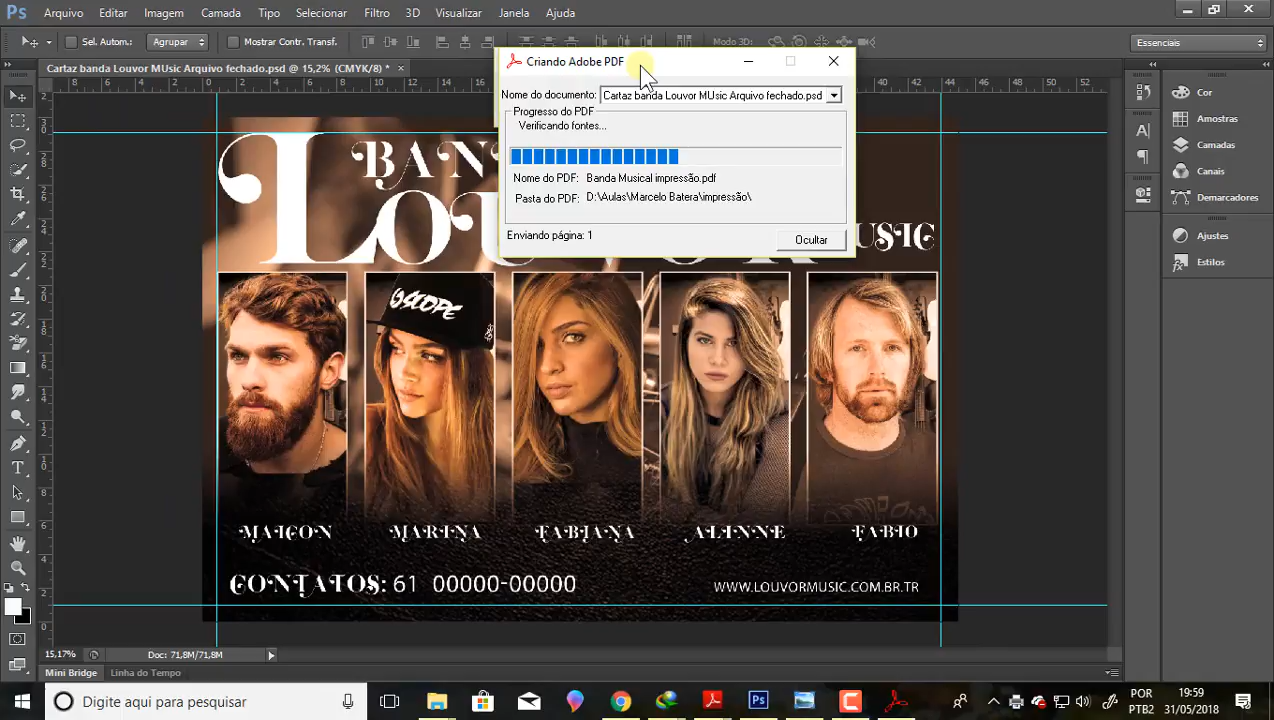 Ps Arquivo Editar Imagem Camada Tipo Selecionar Filtro 3D Visualizar Janela Ajuda
Sel. Autom.: Agrupar Mostrar Contr. Transf. Modo 3D: Essenciais
Cartaz banda Louvor MUsic Arquivo fechado.psd @ 15,2% (CMYK/8) * ×
Criando Adobe PDF
Nome do documento: Cartaz banda Louvor MUsic Arquivo fechado.psd
Progresso do PDF
Verificando fontes...
Nome do PDF: Banda Musical impressão.pdf
Pasta do PDF: D:\Aulas\Marcelo Batera\impressão\
Enviando página: 1
Ocultar
Cor
Amostras
Camadas
Canais
Demarcadores
Ajustes
Estilos
SCOPE
MAICON MARINA FABIANA ALINNE FABIO
CONTATOS: 61 00000-00000
WWW.LOUVORMUSIC.COM.BR.TR
15,17% Doc: 71,8M/71,8M
Mini Bridge Linha do Tempo
Digite aqui para pesquisar
POR
PTB2
19:59
31/05/2018